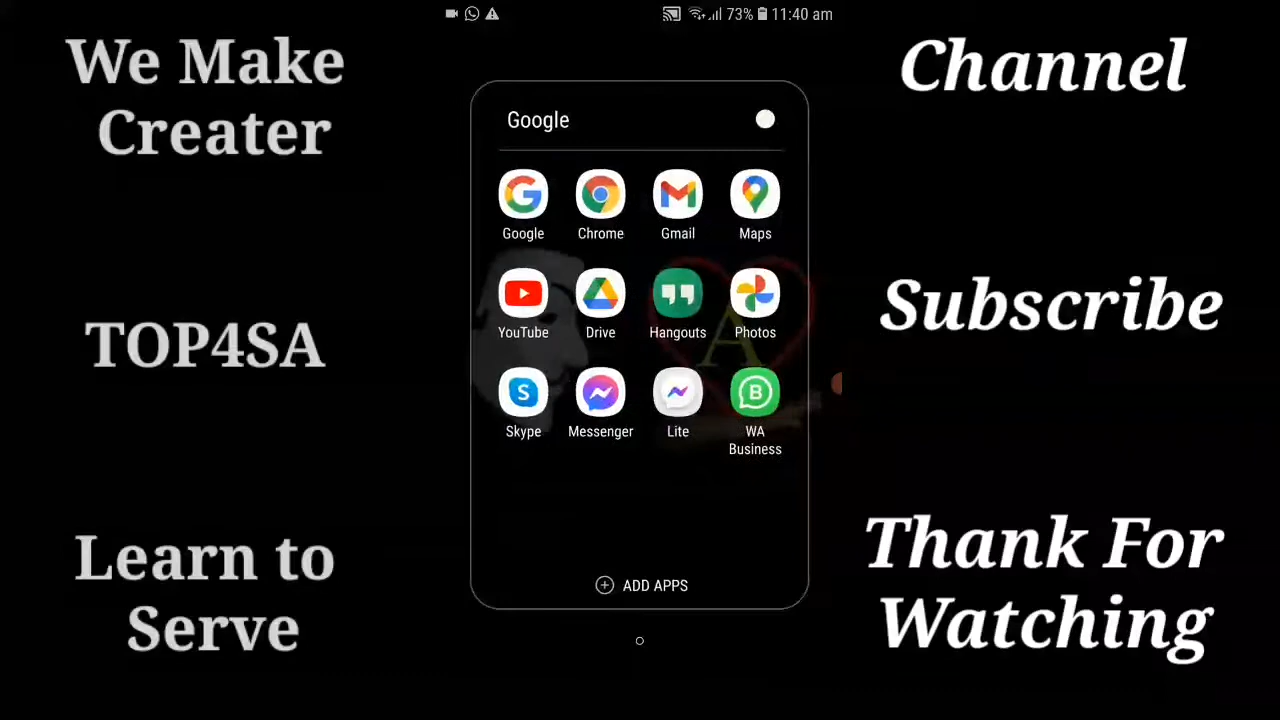 We Make
Creater
TOP4SA
Learn to
Serve
73% 11:40 am
Google
Google Chrome Gmail Maps
YouTube Drive Hangouts Photos
Skype Messenger Lite WA
Business
ADD APPS
A
Channel
Subscribe
Thank For
Watching